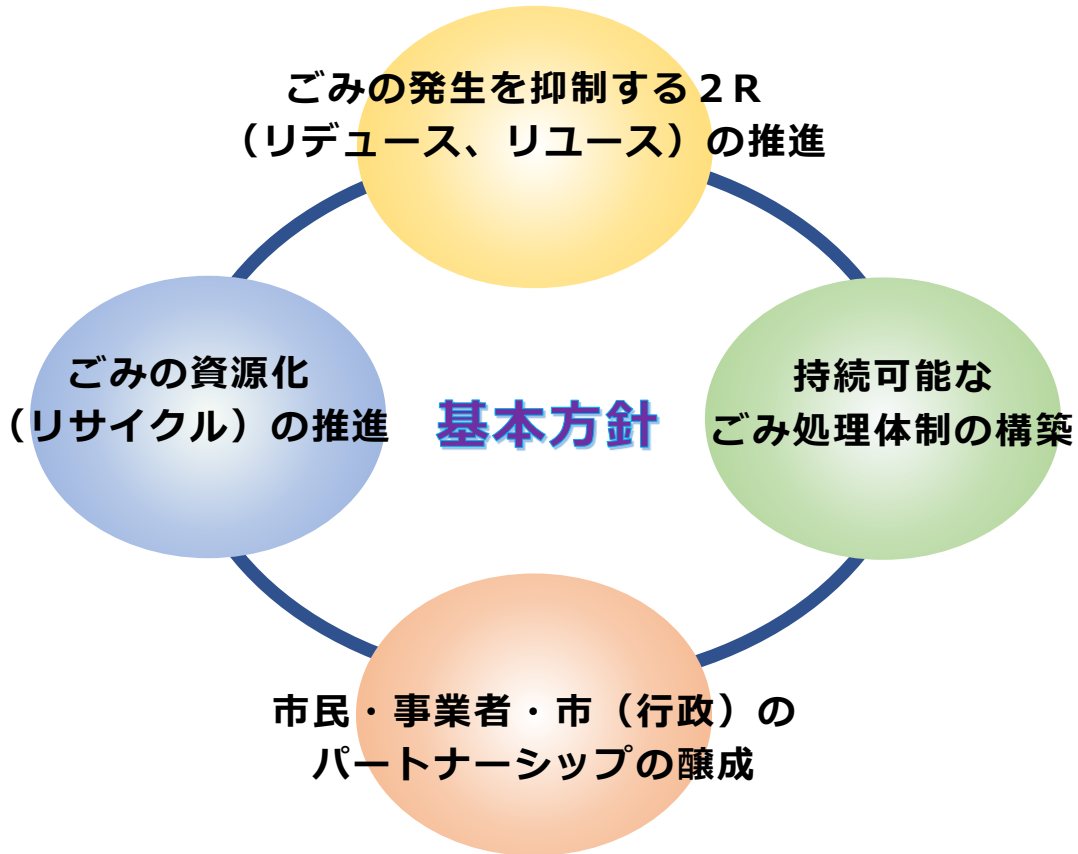 ごみの発生を抑制する２Ｒ
（リデュース、リユース）の推進
ごみの資源化
（リサイクル）の推進
基本方針
持続可能な
ごみ処理体制の構築
市民・事業者・市（行政）の
パートナーシップの醸成